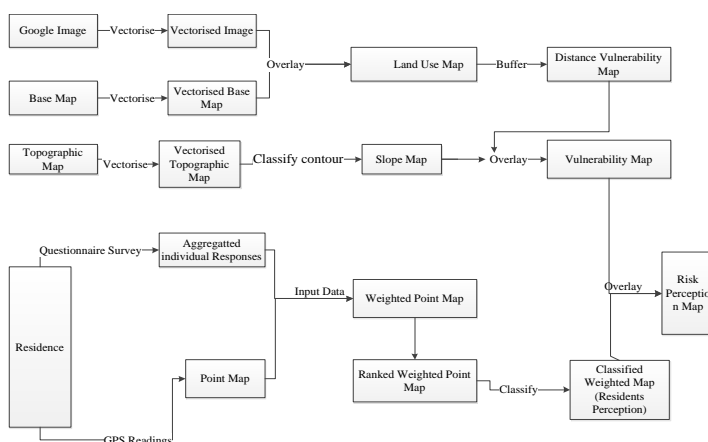 Google Image
Vectorise
Vectorised Image
Overlay
Land Use Map
Buffer
Distance Vulnerability
Map
Base Map
Vectorise
Vectorised Base
Map
Topographic
Map
Vectorise
Vectorised
Topographic
Map
Classify contour
Slope Map
Overlay
Vulnerability Map
Questionnaire Survey
Aggregatted
individual Responses
Residence
Input Data
Weighted Point Map
Overlay
Risk
Perceptio
n Map
Point Map
Ranked Weighted Point
Map
Classify
Classified
Weighted Map
(Residents
Perception)
GPS Readings